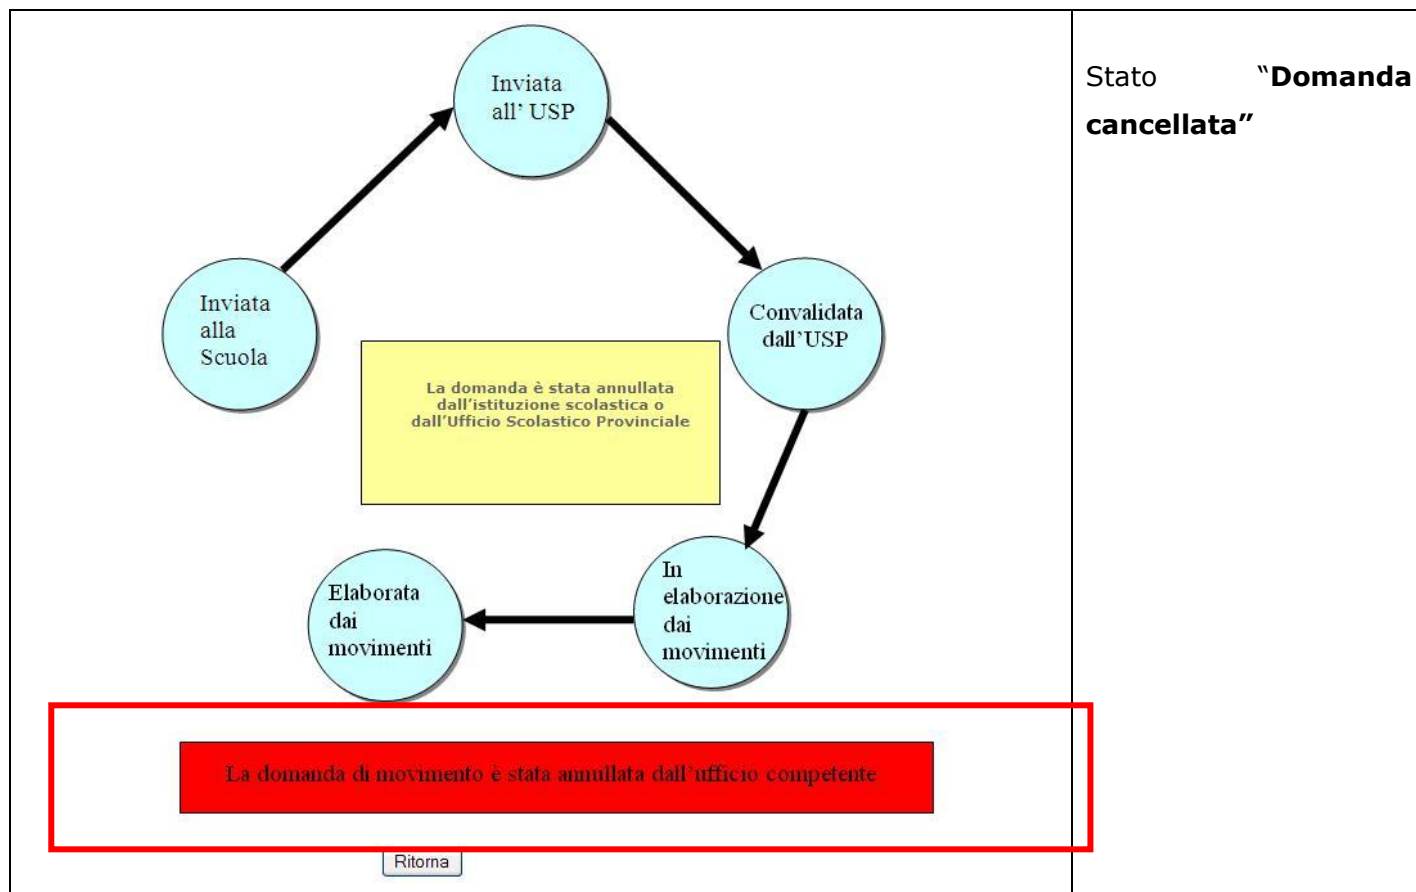 Inviata
all' USP
Inviata
alla
Scuola
Convalidata
dall'USP
La domanda è stata annullata
dall'istituzione scolastica o
dall'Ufficio Scolastico Provinciale
In
elaborazione
dai
movimenti
Elaborata
dai
movimenti
La domanda di movimento è stata annullata dall'ufficio competente
Ritorna
Stato "Domanda
cancellata"